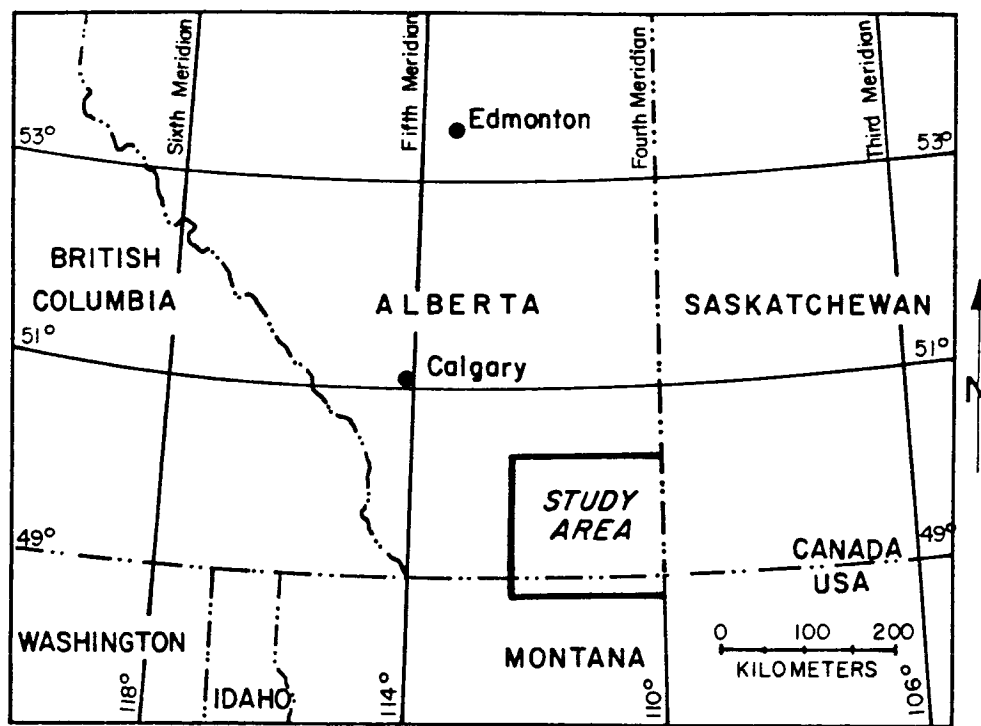 Sixth Meridian
Fifth Meridian
Fourth Meridian
Third Meridian
Edmonton
53°
53°
BRITISH
COLUMBIA
ALBERTA
SASKATCHEWAN
51°
51°
Calgary
N
STUDY
AREA
49°
49°
CANADA
USA
WASHINGTON
IDAHO
MONTANA
0 100 200
KILOMETERS
118°
114°
110°
106°